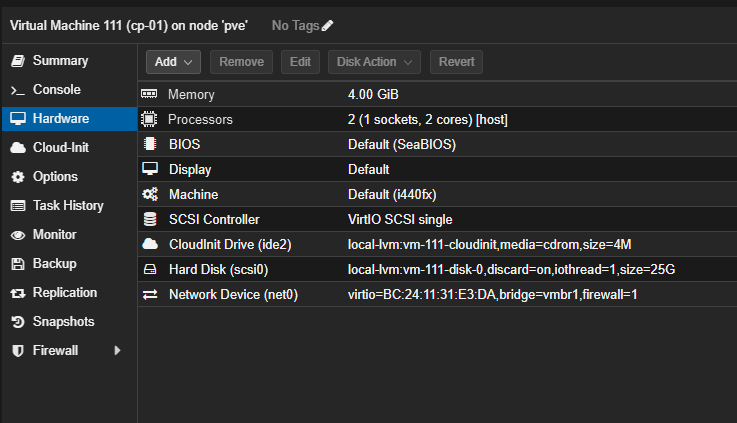 Virtual Machine 111 (cp-01) on node 'pve' No Tags
Summary
Console
Hardware
Cloud-Init
Options
Task History
Monitor
Backup
Replication
Snapshots
Firewall
Add Remove Edit Disk Action Revert
Memory 4.00 GiB
Processors 2 (1 sockets, 2 cores) [host]
BIOS Default (SeaBIOS)
Display Default
Machine Default (i440fx)
SCSI Controller VirtIO SCSI single
CloudInit Drive (ide2) local-lvm:vm-111-cloudinit,media=cdrom,size=4M
Hard Disk (scsi0) local-lvm:vm-111-disk-0,discard=on,iothread=1,size=25G
Network Device (net0) virtio=BC:24:11:31:E3:DA,bridge=vmbr1,firewall=1